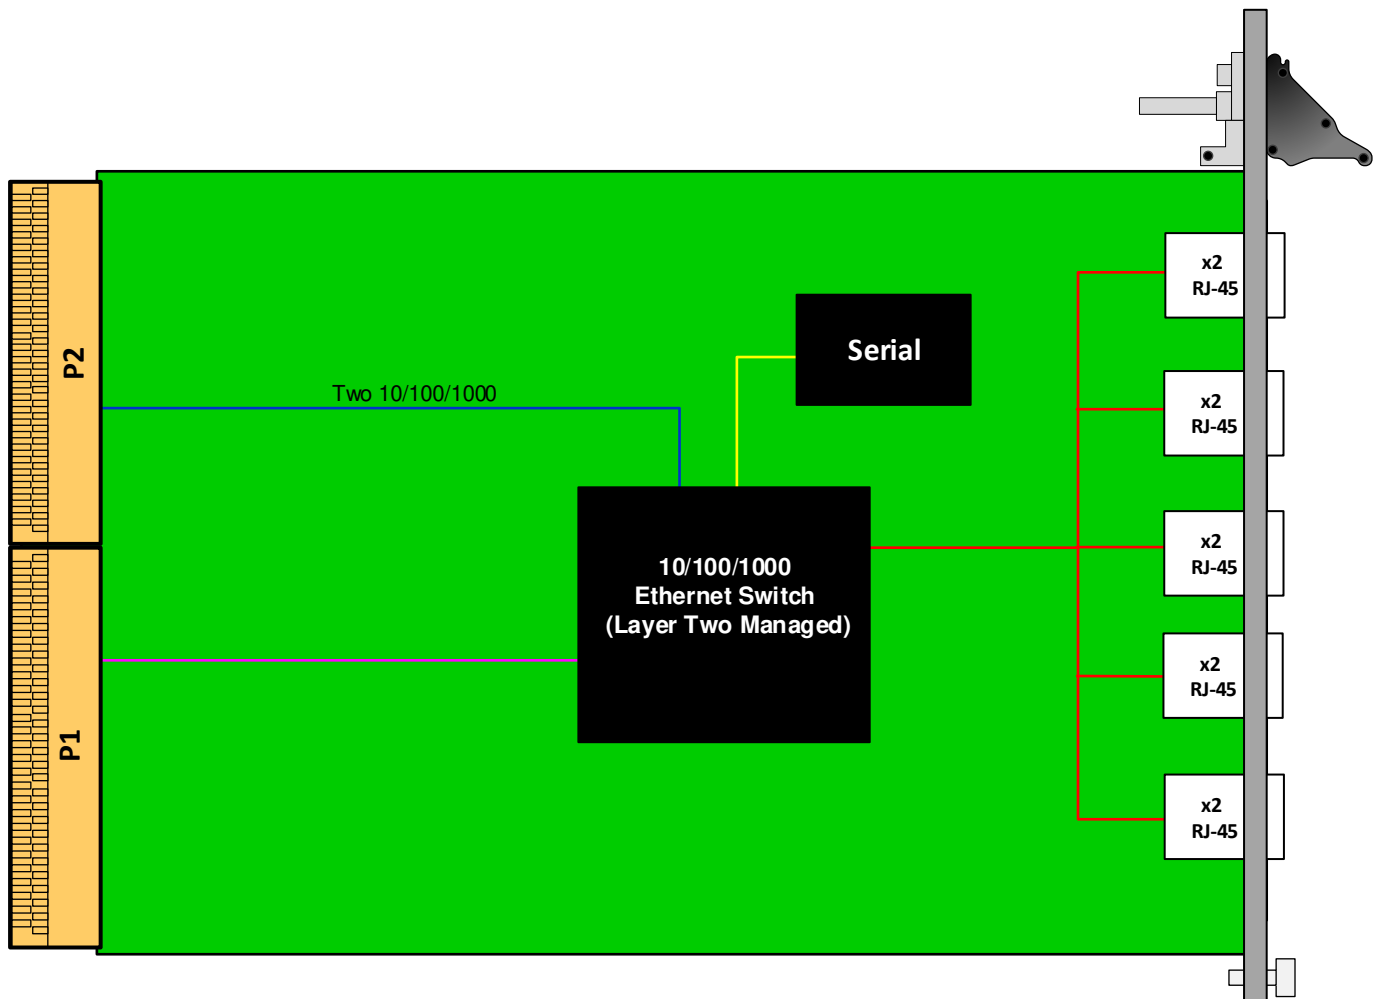 P2
Two 10/100/1000
Serial
x2
RJ-45
x2
RJ-45
10/100/1000
Ethernet Switch
(Layer Two Managed)
x2
RJ-45
x2
RJ-45
P1
x2
RJ-45